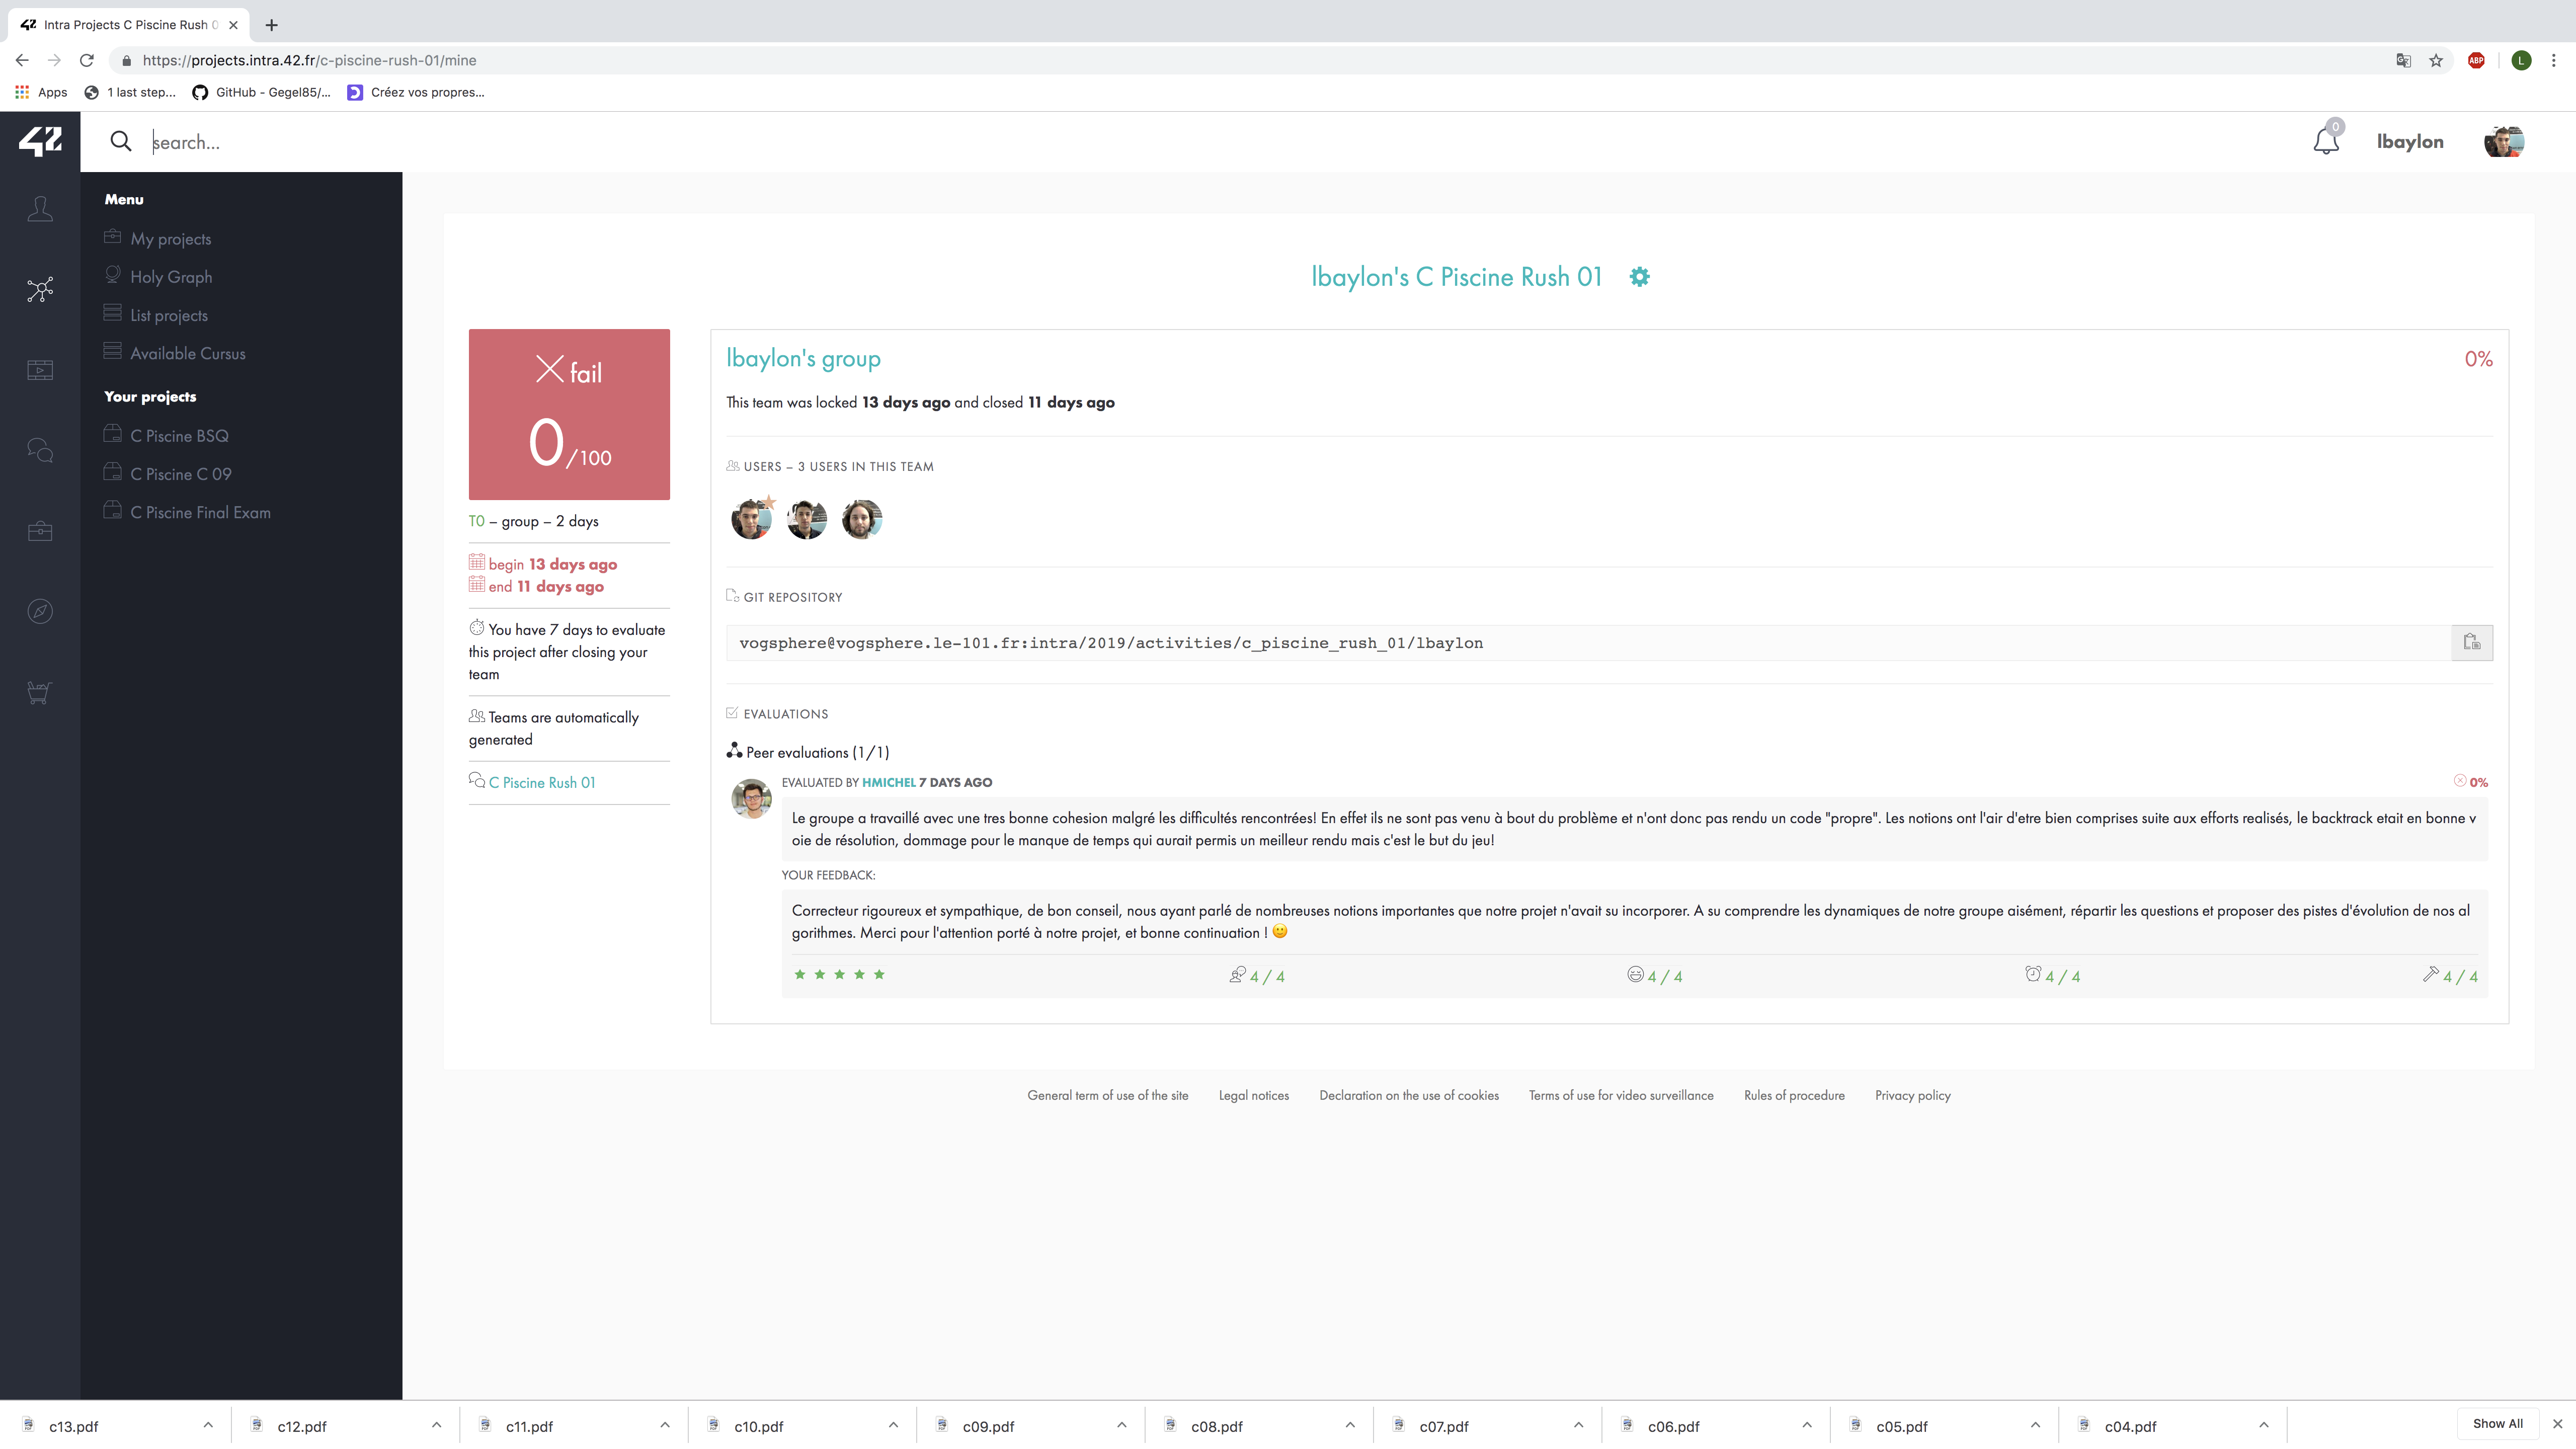 42 Intra Projects C Piscine Rush 0
https://projects.intra.42.fr/c-piscine-rush-01/mine
ABP
L
Apps
1 last step...
GitHub - Gegel85/...
Créez vos propres...
42
search...
0
lbaylon
Menu
My projects
Holy Graph
List projects
Available Cursus
Your projects
C Piscine BSQ
C Piscine C 09
C Piscine Final Exam
lbaylon's C Piscine Rush 01
fail
0/100
T0 – group – 2 days
begin 13 days ago
end 11 days ago
You have 7 days to evaluate
this project after closing your
team
Teams are automatically
generated
C Piscine Rush 01
lbaylon's group
0%
This team was locked 13 days ago and closed 11 days ago
USERS – 3 USERS IN THIS TEAM
GIT REPOSITORY
vogsphere@vogsphere.le-101.fr:intra/2019/activities/c_piscine_rush_01/lbaylon
EVALUATIONS
Peer evaluations (1/1)
EVALUATED BY HMICHEL 7 DAYS AGO
0%
Le groupe a travaillé avec une tres bonne cohesion malgré les difficultés rencontrées! En effet ils ne sont pas venu à bout du problème et n'ont donc pas rendu un code "propre". Les notions ont l'air d'etre bien comprises suite aux efforts realisés, le backtrack etait en bonne v
oie de résolution, dommage pour le manque de temps qui aurait permis un meilleur rendu mais c'est le but du jeu!
YOUR FEEDBACK:
Correcteur rigoureux et sympathique, de bon conseil, nous ayant parlé de nombreuses notions importantes que notre projet n'avait su incorporer. A su comprendre les dynamiques de notre groupe aisément, répartir les questions et proposer des pistes d'évolution de nos al
gorithmes. Merci pour l'attention porté à notre projet, et bonne continuation ! 🙂
4 / 4
4 / 4
4 / 4
4 / 4
General term of use of the site
Legal notices
Declaration on the use of cookies
Terms of use for video surveillance
Rules of procedure
Privacy policy
c13.pdf
c12.pdf
c11.pdf
c10.pdf
c09.pdf
c08.pdf
c07.pdf
c06.pdf
c05.pdf
c04.pdf
Show All